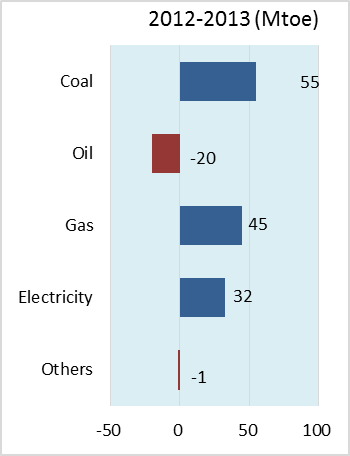 2012-2013 (Mtoe)
Coal 55
Oil -20
Gas 45
Electricity 32
Others -1
-50 0 50 100